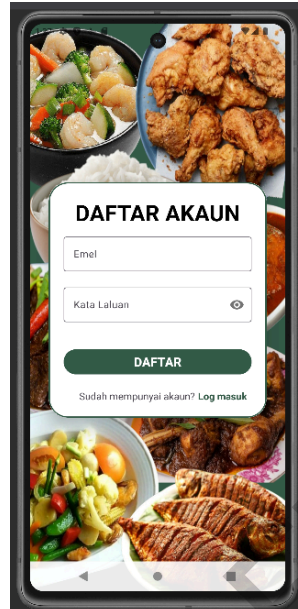 DAFTAR AKAUN
Emel
Kata Laluan
DAFTAR
Sudah mempunyai akaun? Log masuk